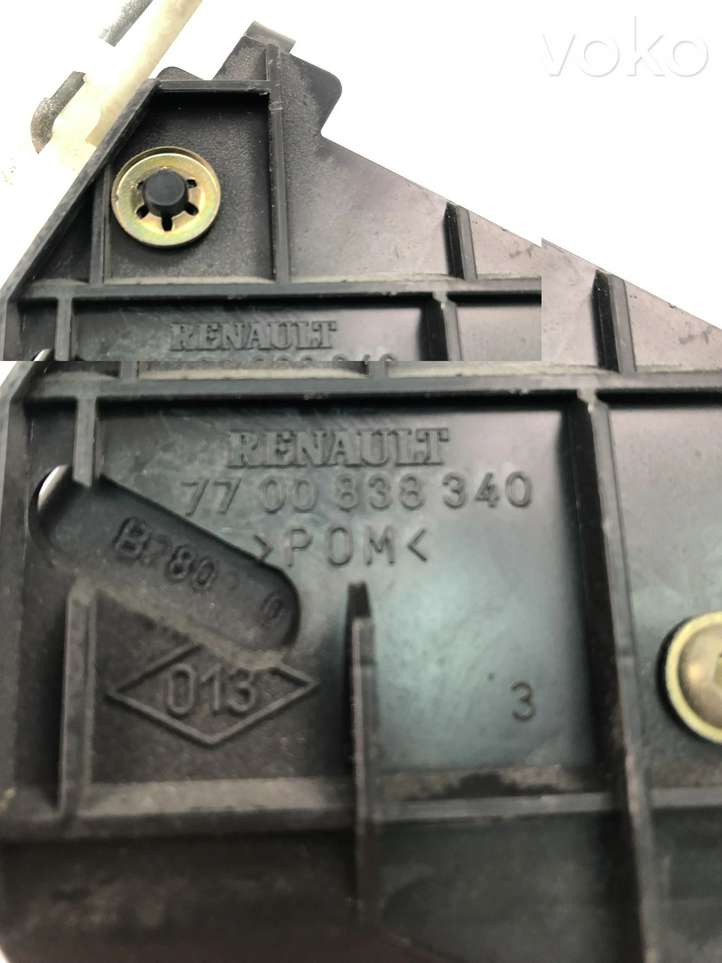 voko
RENAULT
RENAULT
77 00 838 340
>POM<
013
3